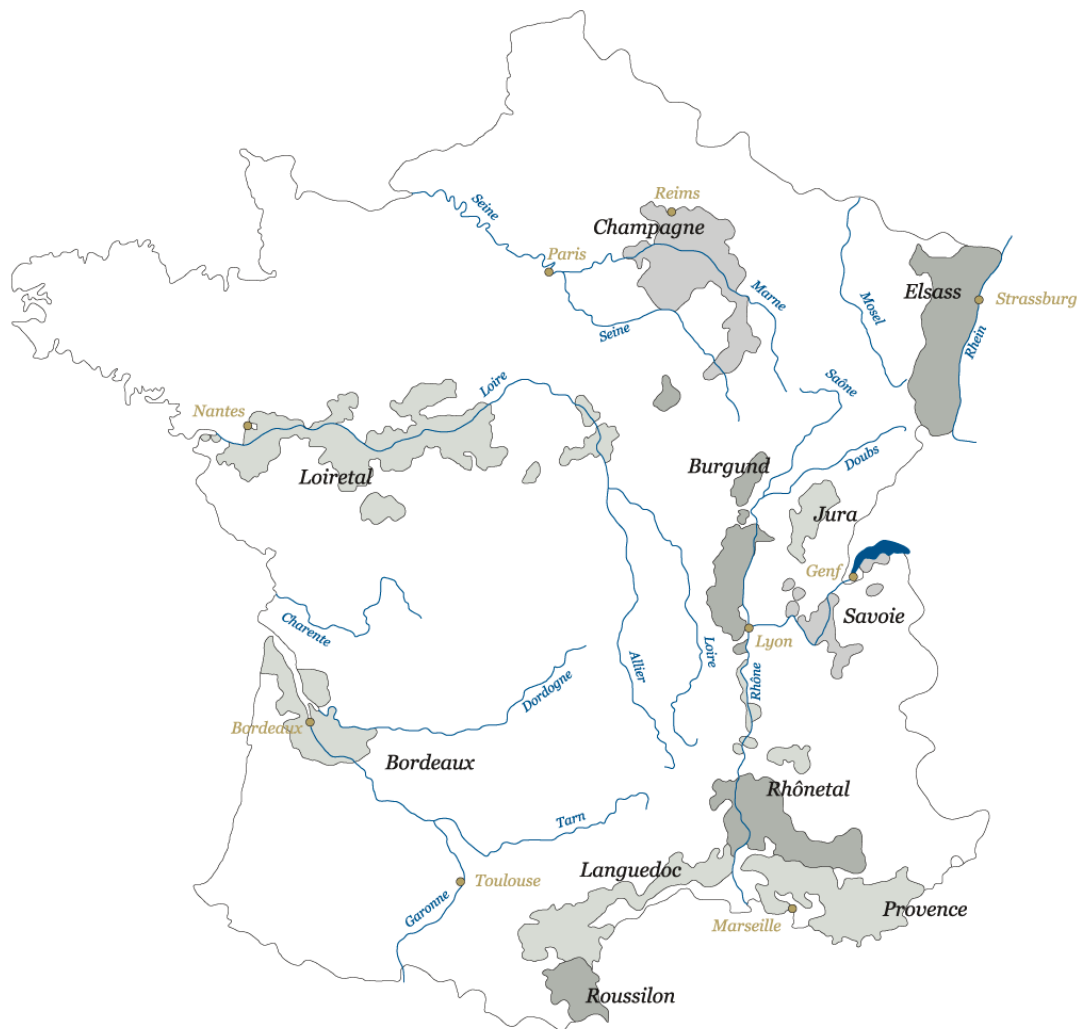 Reims
Seine
Champagne
Paris
Elsass
Marne
Mosel
Strassburg
Seine
Rhein
Saône
Loire
Nantes
Burgund
Doubs
Loiretal
Jura
Genf
Savoie
Charente
Lyon
Loire
Allier
Rhône
Dordogne
Bordeaux
Bordeaux
Rhônetal
Tarn
Languedoc
Toulouse
Garonne
Provence
Marseille
Roussilon